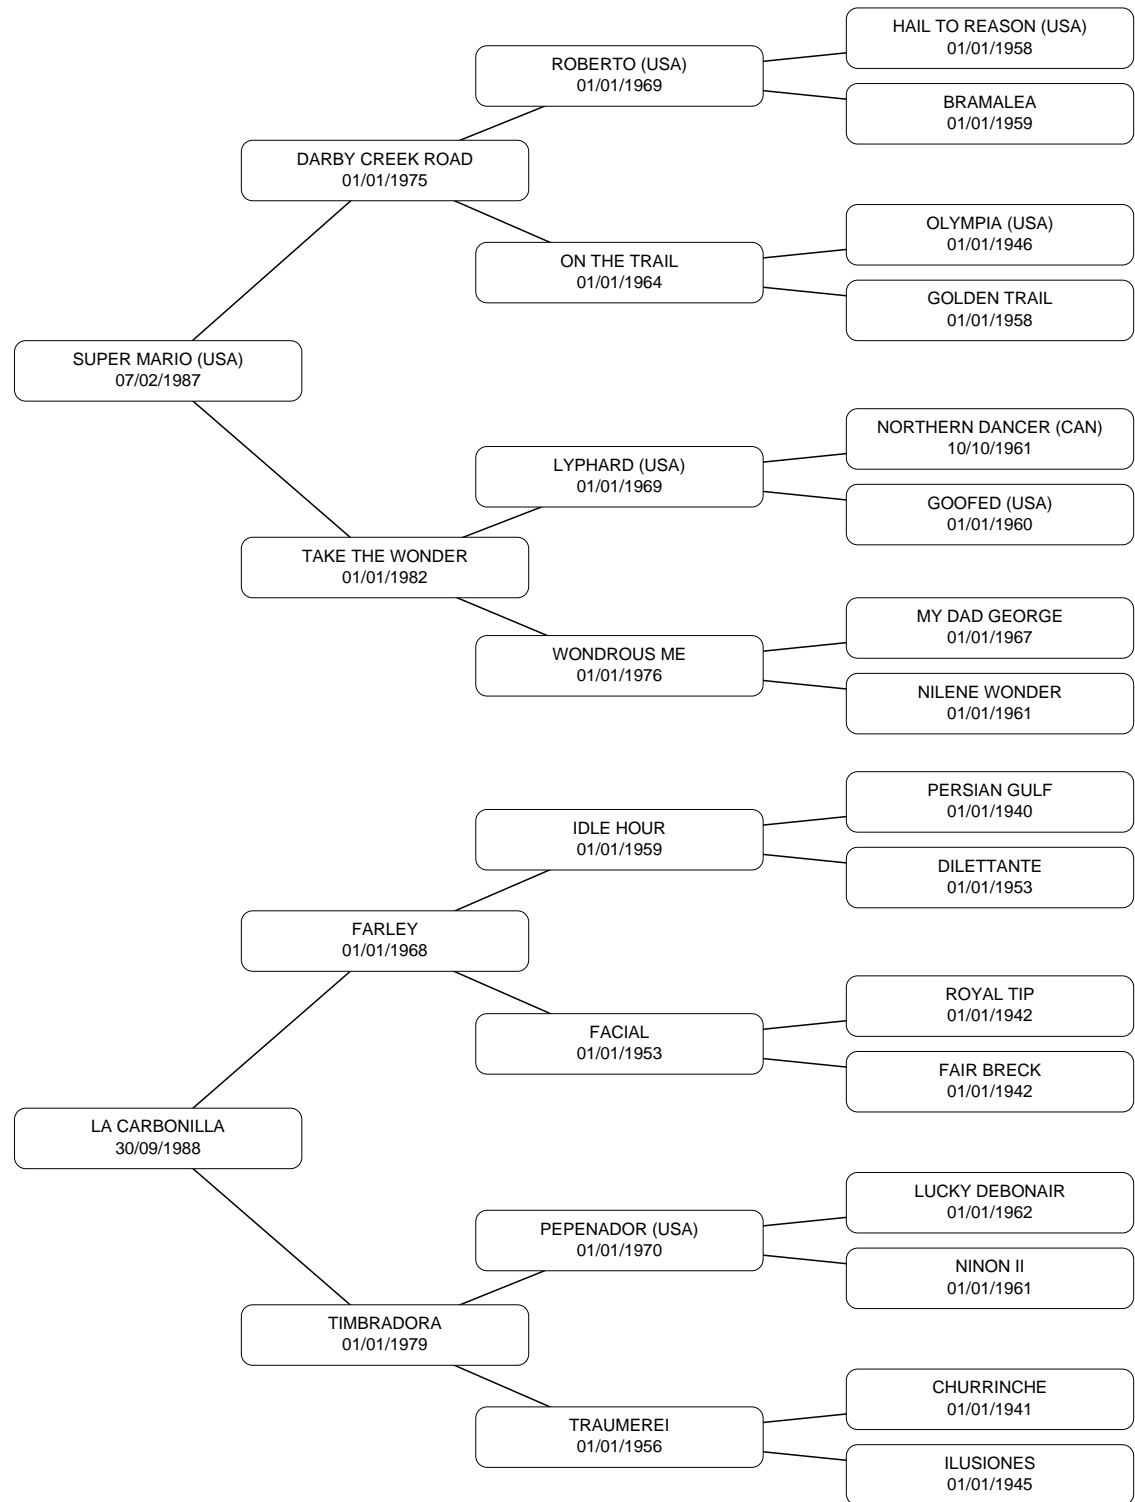 HAIL TO REASON (USA)
01/01/1958
ROBERTO (USA)
01/01/1969
BRAMALEA
01/01/1959
DARBY CREEK ROAD
01/01/1975
OLYMPIA (USA)
01/01/1946
ON THE TRAIL
01/01/1964
GOLDEN TRAIL
01/01/1958
SUPER MARIO (USA)
07/02/1987
NORTHERN DANCER (CAN)
10/10/1961
LYPHARD (USA)
01/01/1969
GOOFED (USA)
01/01/1960
TAKE THE WONDER
01/01/1982
MY DAD GEORGE
01/01/1967
WONDROUS ME
01/01/1976
NILENE WONDER
01/01/1961
PERSIAN GULF
01/01/1940
IDLE HOUR
01/01/1959
DILETTANTE
01/01/1953
FARLEY
01/01/1968
ROYAL TIP
01/01/1942
FACIAL
01/01/1953
FAIR BRECK
01/01/1942
LA CARBONILLA
30/09/1988
LUCKY DEBONAIR
01/01/1962
PEPENADOR (USA)
01/01/1970
NINON II
01/01/1961
TIMBRADORA
01/01/1979
CHURRINCHE
01/01/1941
TRAUMEREI
01/01/1956
ILUSIONES
01/01/1945